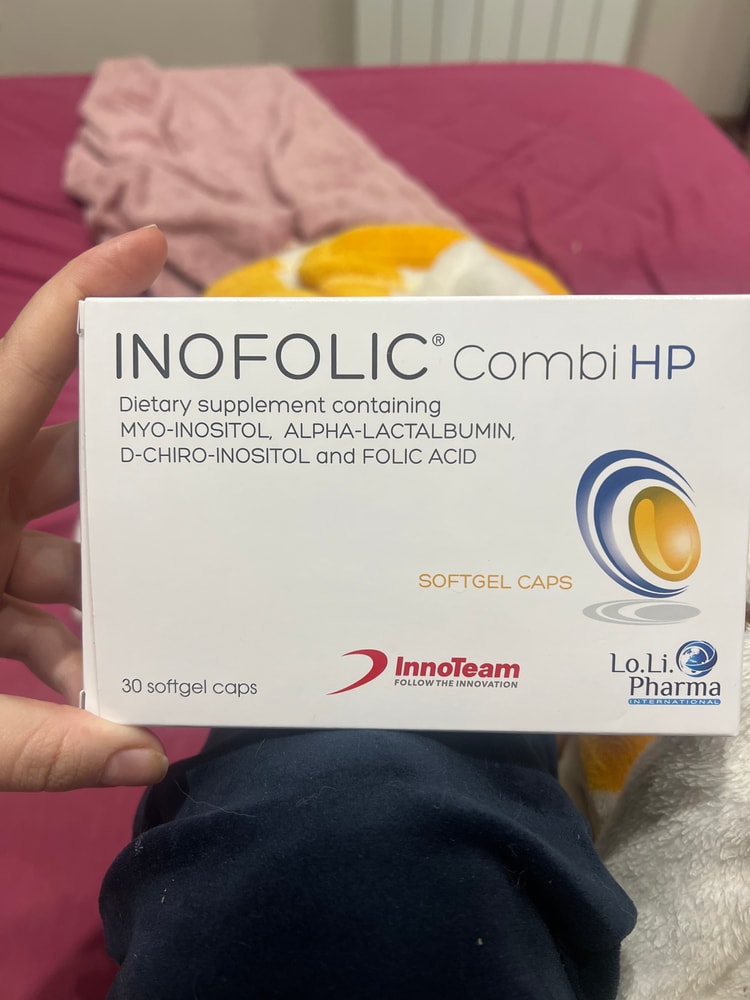 INOFOLIC® Combi HP
Dietary supplement containing
MYO-INOSITOL, ALPHA-LACTALBUMIN,
D-CHIRO-INOSITOL and FOLIC ACID
SOFTGEL CAPS
30 softgel caps
InnoTeam
FOLLOW THE INNOVATION
Lo.Li.
Pharma
INTERNATIONAL